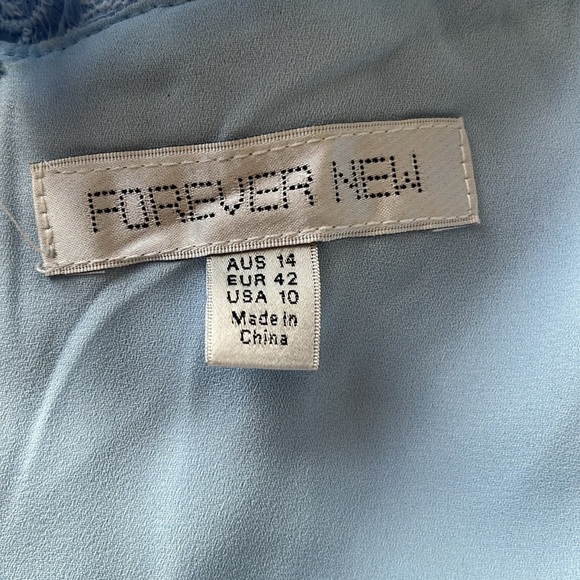 FOREVER NEW
AUS 14
EUR 42
USA 10
Made in
China